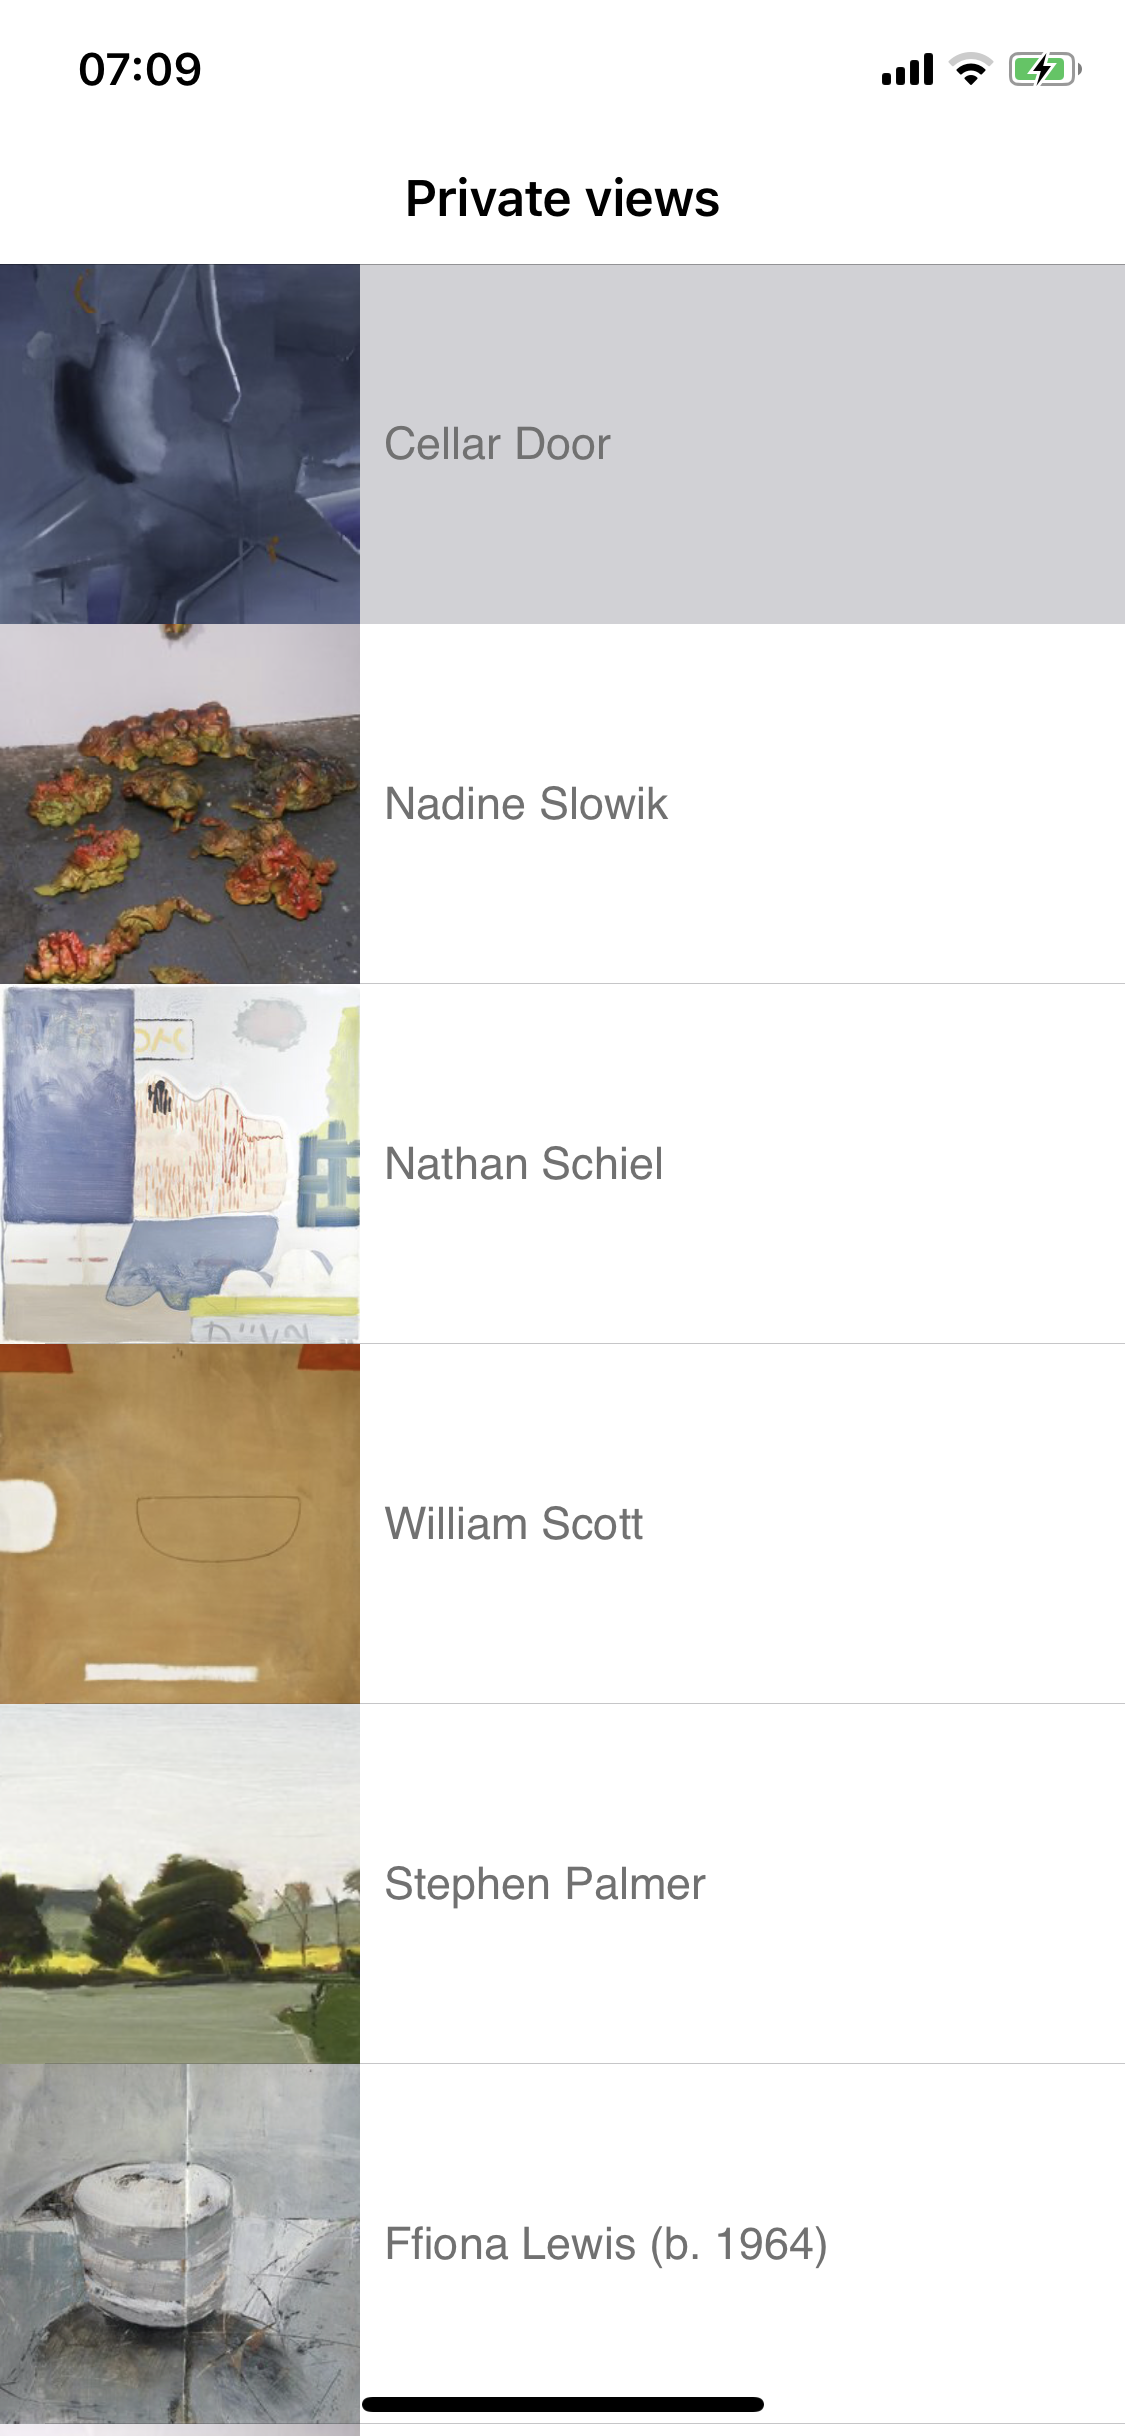 07:09
Private views
Cellar Door
Nadine Slowik
Nathan Schiel
William Scott
Stephen Palmer
Ffiona Lewis (b. 1964)